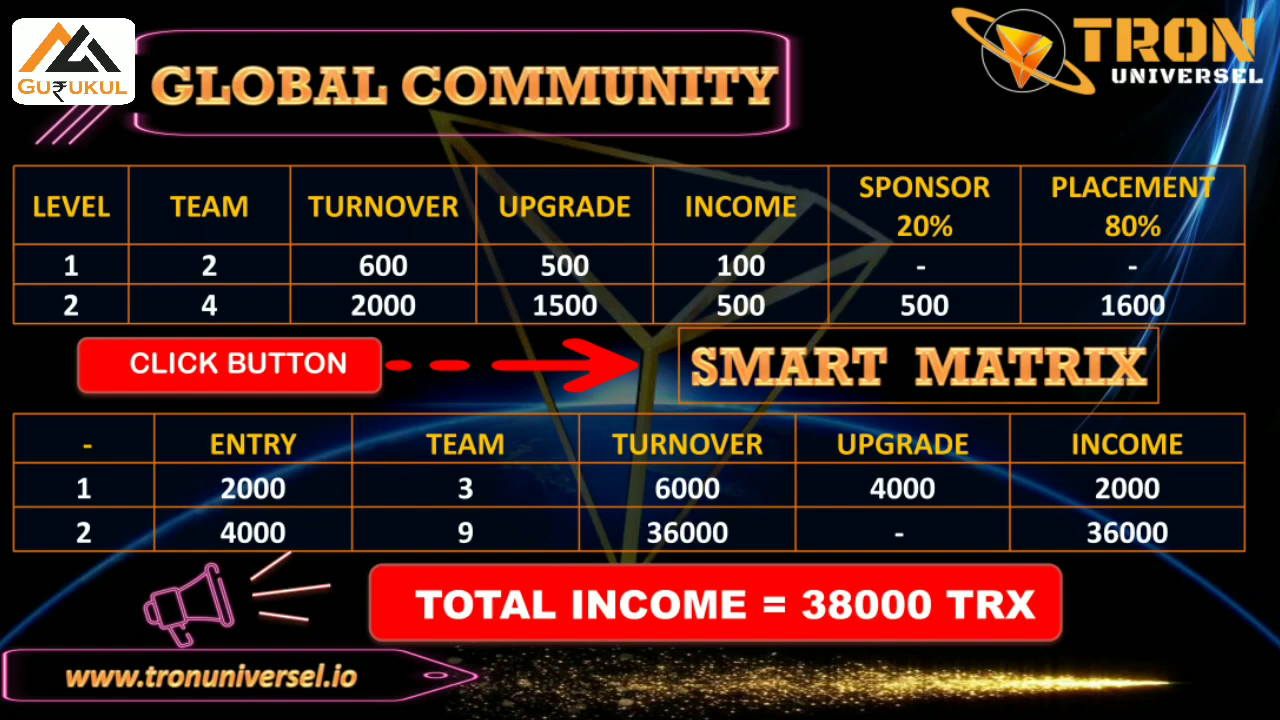 GURUKUL
GLOBAL COMMUNITY
TRON
UNIVERSEL
LEVEL TEAM TURNOVER UPGRADE INCOME SPONSOR 20% PLACEMENT 80%
1 2 600 500 100 - -
2 4 2000 1500 500 500 1600
CLICK BUTTON
SMART MATRIX
- ENTRY TEAM TURNOVER UPGRADE INCOME
1 2000 3 6000 4000 2000
2 4000 9 36000 - 36000
TOTAL INCOME = 38000 TRX
www.tronuniversel.io